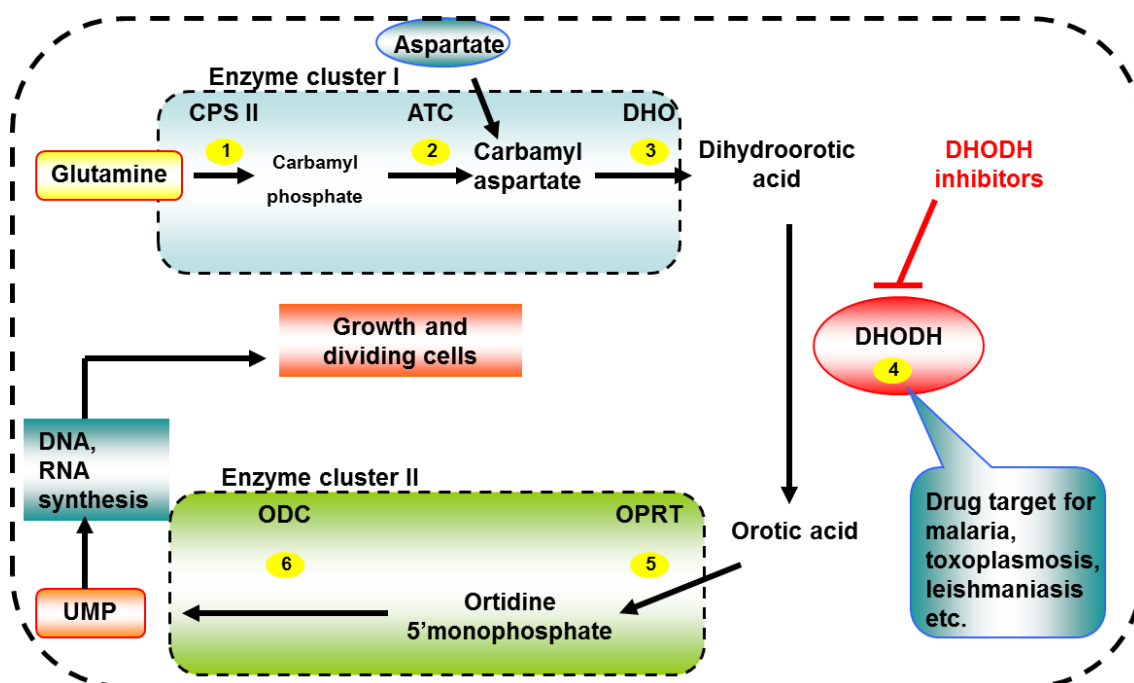 Aspartate
Enzyme cluster I
CPS II
ATC
DHO
1
2
3
Glutamine
Carbamyl
phosphate
Carbamyl
aspartate
Dihydroorotic
acid
DHODH
inhibitors
DHODH
4
Growth and
dividing cells
DNA,
RNA
synthesis
Enzyme cluster II
ODC
OPRT
6
5
Orotic acid
Drug target for
malaria,
toxoplasmosis,
leishmaniasis
etc.
UMP
Ortidine
5'monophosphate